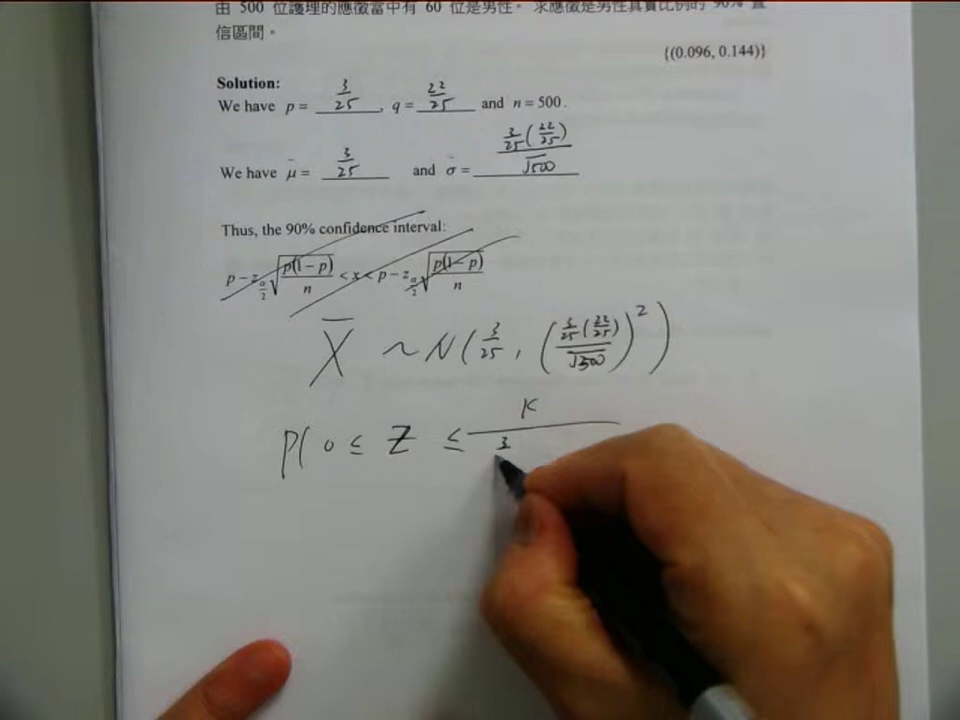 由 500 位護理的應徵當中有 60 位是男性。求應徵是男性真實比例的 90% 置
信區間。
{(0.096, 0.144)}
Solution:
We have p = 3/25, q = 22/25 and n = 500.
We have μ̄ = 3/25 and σ̄ = (3/25(22/25))/√500
Thus, the 90% confidence interval:
p − z_{α/2} √(p(1−p)/n) < x < p − z_{α/2} √(p(1−p)/n)
X̄ ~ N(3/25, ((3/25(22/25))/√500)²)
P(0 ≤ Z ≤ K/3